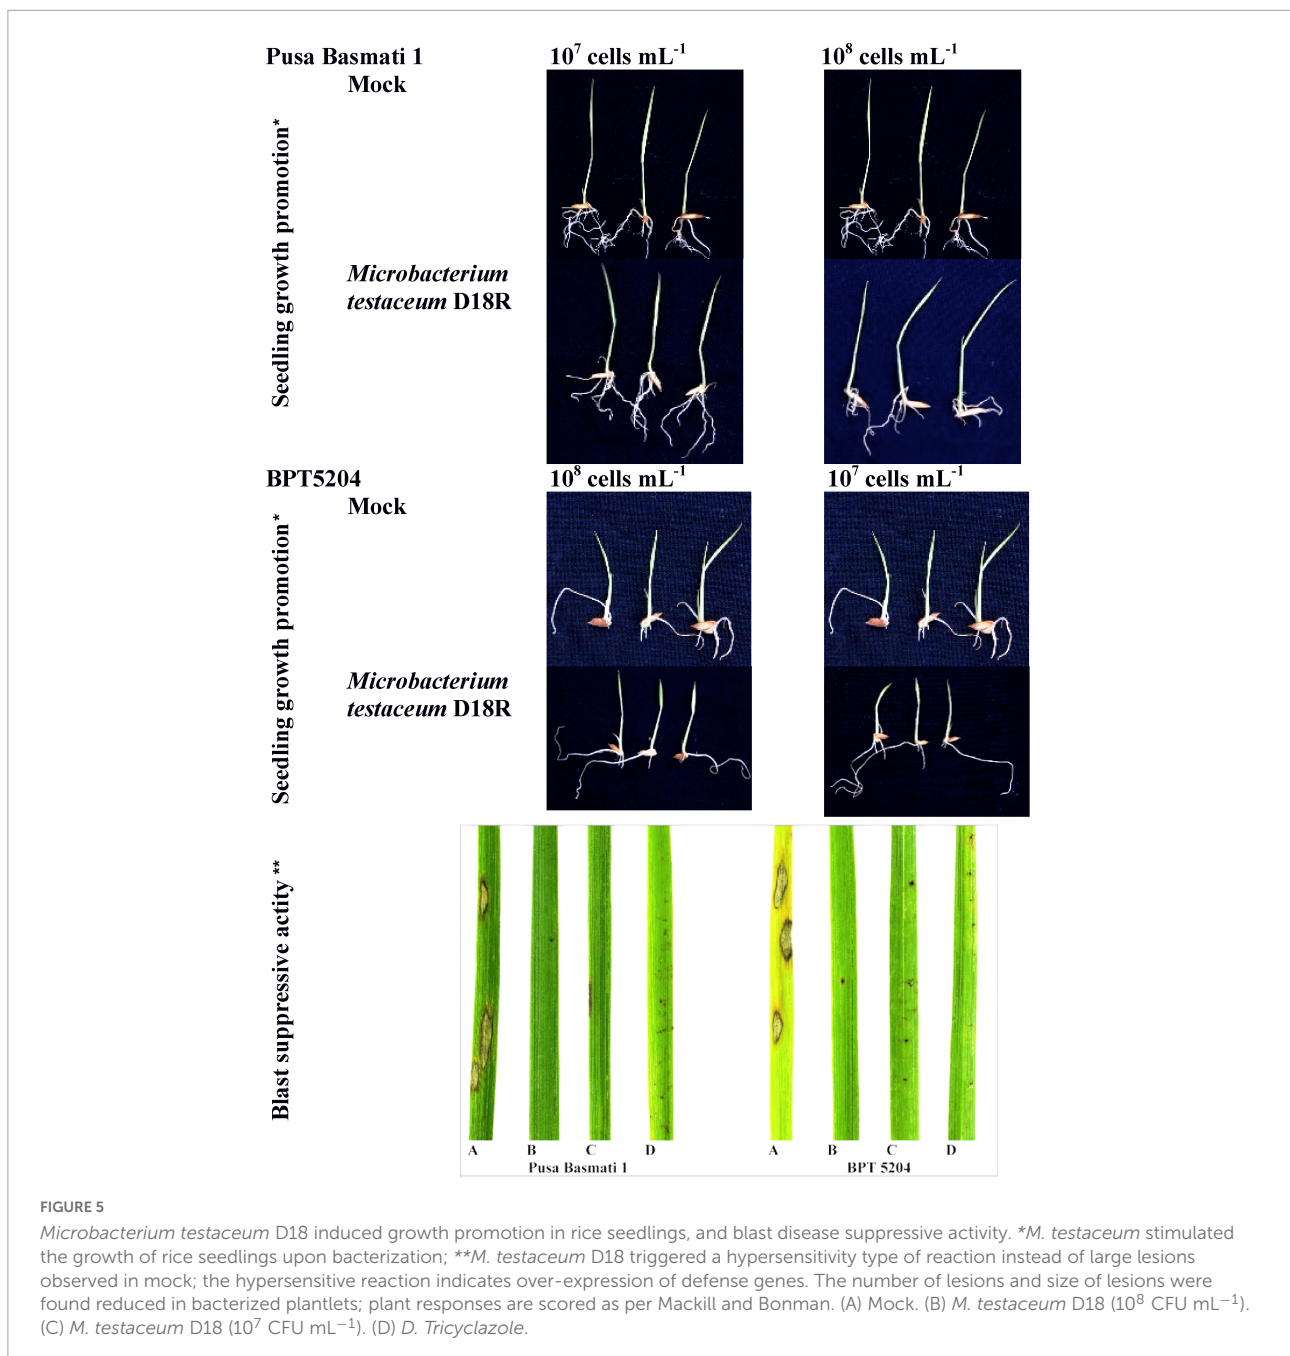 Pusa Basmati 1
Mock
10⁷ cells mL⁻¹
10⁸ cells mL⁻¹
Seedling growth promotion*
Microbacterium
testaceum D18R
BPT5204
Mock
10⁸ cells mL⁻¹
10⁷ cells mL⁻¹
Seedling growth promotion*
Microbacterium
testaceum D18R
Blast suppressive actity **
A B C D
Pusa Basmati 1
A B C D
BPT 5204
FIGURE 5
Microbacterium testaceum D18 induced growth promotion in rice seedlings, and blast disease suppressive activity. *M. testaceum stimulated
the growth of rice seedlings upon bacterization; **M. testaceum D18 triggered a hypersensitivity type of reaction instead of large lesions
observed in mock; the hypersensitive reaction indicates over-expression of defense genes. The number of lesions and size of lesions were
found reduced in bacterized plantlets; plant responses are scored as per Mackill and Bonman. (A) Mock. (B) M. testaceum D18 (10⁸ CFU mL⁻¹).
(C) M. testaceum D18 (10⁷ CFU mL⁻¹). (D) D. Tricyclazole.